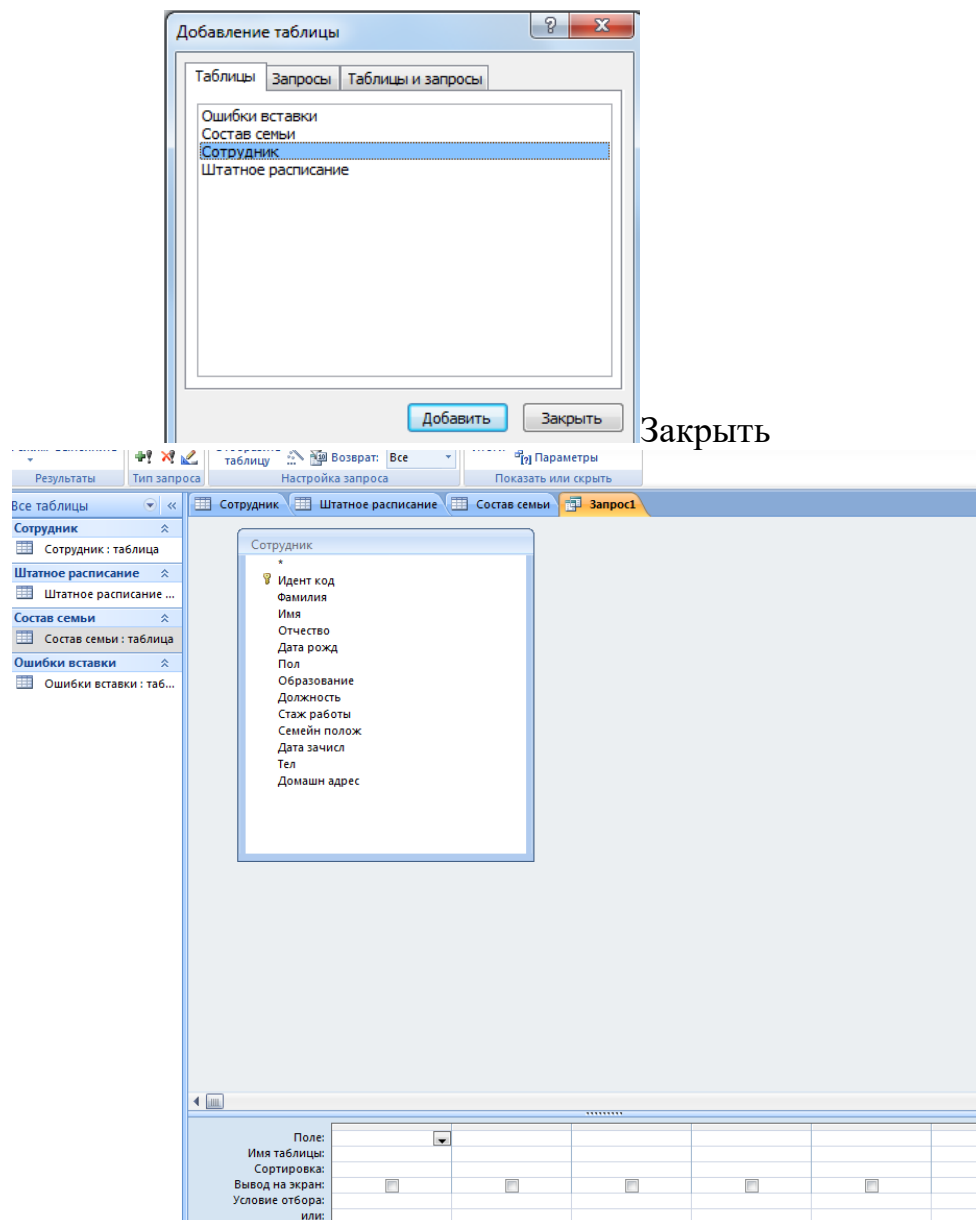 Добавление таблицы
Таблицы Запросы Таблицы и запросы
Ошибки вставки
Состав семьи
Сотрудник
Штатное расписание
Добавить Закрыть Закрыть
таблицу Возврат: Все Параметры
Результаты Тип запроса Настройка запроса Показать или скрыть
Все таблицы « Сотрудник Штатное расписание Состав семьи Запрос1
Сотрудник
Сотрудник : таблица
Штатное расписание
Штатное расписание ...
Состав семьи
Состав семьи : таблица
Ошибки вставки
Ошибки вставки : таб...
Сотрудник
*
Идент код
Фамилия
Имя
Отчество
Дата рожд
Пол
Образование
Должность
Стаж работы
Семейн полож
Дата зачисл
Тел
Домашн адрес
Поле:
Имя таблицы:
Сортировка:
Вывод на экран:
Условие отбора:
или: